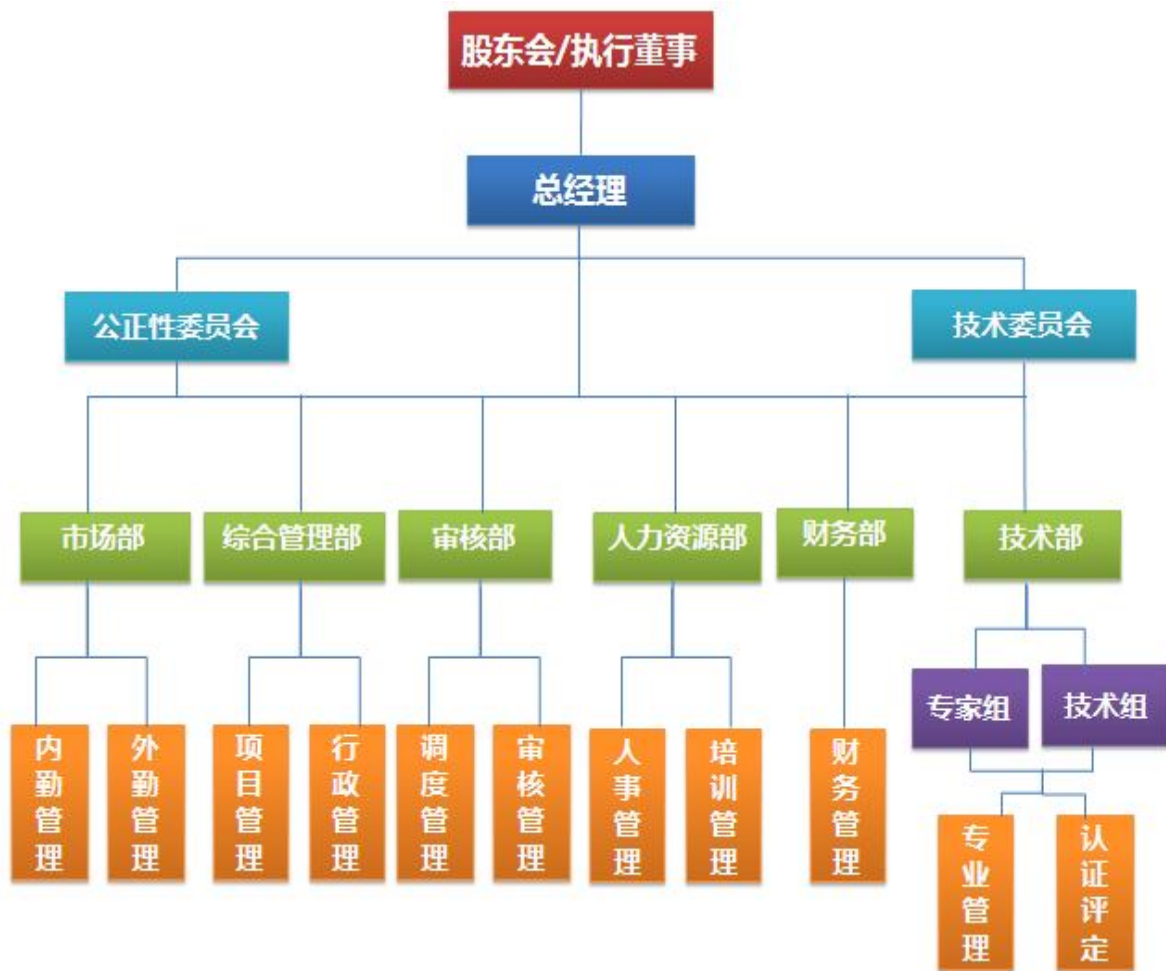 股东会/执行董事
总经理
公正性委员会
技术委员会
市场部
综合管理部
审核部
人力资源部
财务部
技术部
专家组
技术组
内勤管理
外勤管理
项目管理
行政管理
调度管理
审核管理
人事管理
培训管理
财务管理
专业管理
认证评定